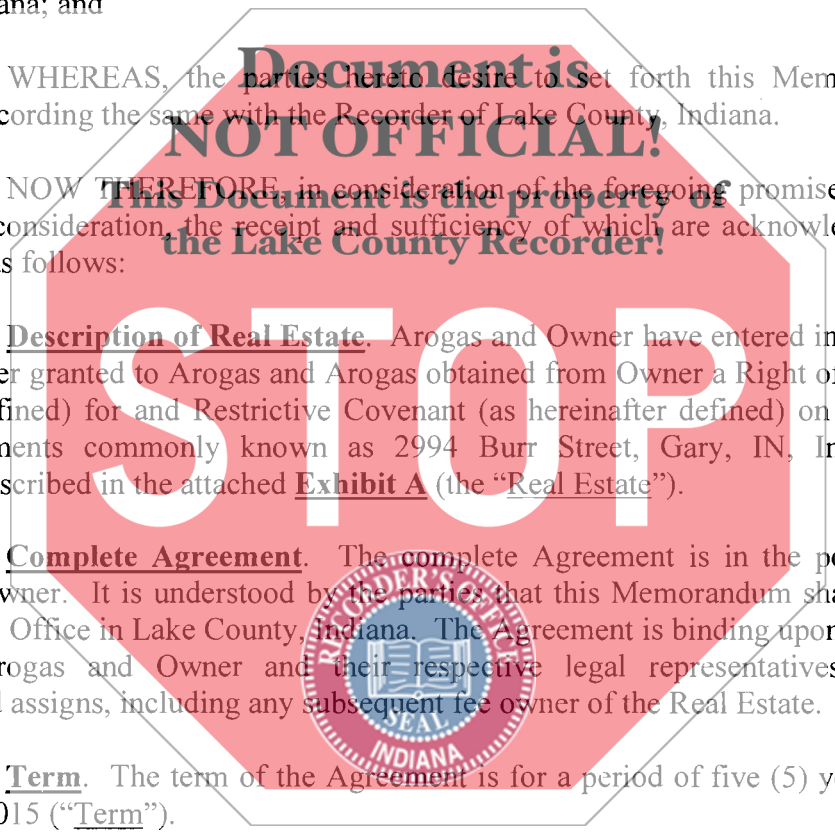 ana; and
Document is
WHEREAS, the parties hereto desire to set forth this Mem
cording the same with the Recorder of Lake County, Indiana.
NOT OFFICIAL!
NOW THEREFORE, in consideration of the foregoing promise
This Document is the property of
consideration, the receipt and sufficiency of which are acknowle
the Lake County Recorder!
s follows:
STOP
Description of Real Estate. Arogas and Owner have entered in
er granted to Arogas and Arogas obtained from Owner a Right of
fined) for and Restrictive Covenant (as hereinafter defined) on
ments commonly known as 2994 Burr Street, Gary, IN, In
scribed in the attached Exhibit A (the “Real Estate”).
Complete Agreement. The complete Agreement is in the po
wner. It is understood by the parties that this Memorandum sha
Office in Lake County, Indiana. The Agreement is binding upon
rogas and Owner and their respective legal representatives
d assigns, including any subsequent fee owner of the Real Estate.
RECORDER'S OFFICE
SEAL
INDIANA
Term. The term of the Agreement is for a period of five (5) y
015 (“Term”).